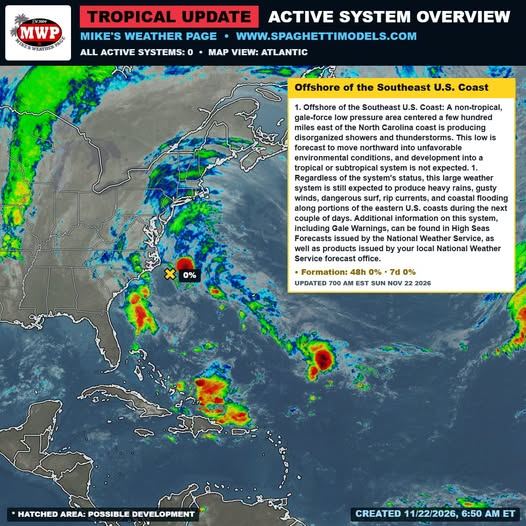 EST 2004
MWP
MIKE'S WEATHER PAGE
TROPICAL UPDATE ACTIVE SYSTEM OVERVIEW
MIKE'S WEATHER PAGE • WWW.SPAGHETTIMODELS.COM
ALL ACTIVE SYSTEMS: 0 • MAP VIEW: ATLANTIC
Offshore of the Southeast U.S. Coast
1. Offshore of the Southeast U.S. Coast: A non-tropical,
gale-force low pressure area centered a few hundred
miles east of the North Carolina coast is producing
disorganized showers and thunderstorms. This low is
forecast to move northward into unfavorable
environmental conditions, and development into a
tropical or subtropical system is not expected. 1.
Regardless of the system's status, this large weather
system is still expected to produce heavy rains, gusty
winds, dangerous surf, rip currents, and coastal flooding
along portions of the eastern U.S. coasts during the next
couple of days. Additional information on this system,
including Gale Warnings, can be found in High Seas
Forecasts issued by the National Weather Service, as
well as products issued by your local National Weather
Service forecast office.
• Formation: 48h 0% · 7d 0%
UPDATED 700 AM EST SUN NOV 22 2026
0%
* HATCHED AREA: POSSIBLE DEVELOPMENT
CREATED 11/22/2026, 6:50 AM ET